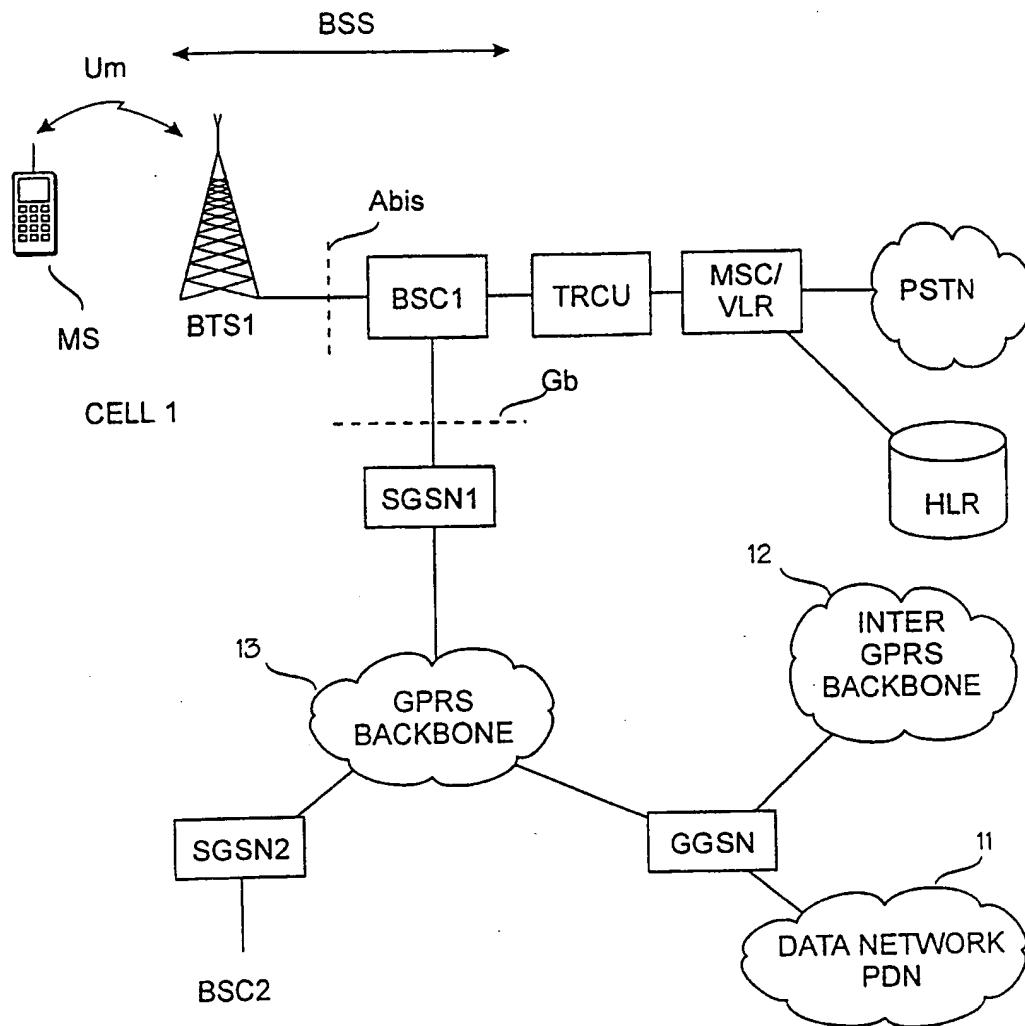 BSS
Um
Abis
BSC1
TRCU
MSC/
VLR
PSTN
MS
BTS1
CELL 1
Gb
SGSN1
HLR
12
INTER
GPRS
BACKBONE
13
GPRS
BACKBONE
SGSN2
GGSN
11
DATA NETWORK
PDN
BSC2